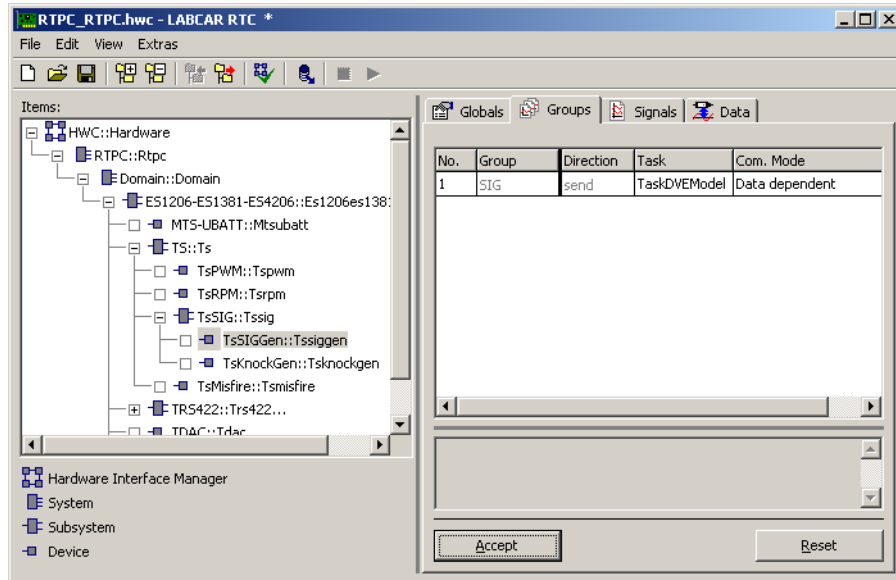 RTPC_RTPC.hwc - LABCAR RTC *
File Edit View Extras
Items:
HWC::Hardware
RTPC::Rtpc
Domain::Domain
ES1206-ES1381-ES4206::Es1206es1381
MTS-UBATT::Mtsubatt
TS::Ts
TsPWM::Tspwm
TsRPM::Tsrpm
TsSIG::Tssig
TsSIGGen::Tssiggen
TsKnockGen::Tsknockgen
TsMisfire::Tsmisfire
TRS422::Trs422...
TDAC::Tdac
Hardware Interface Manager
System
Subsystem
Device
Globals Groups Signals Data
No. Group Direction Task Com. Mode
1 SIG send TaskDVEModel Data dependent
Accept Reset